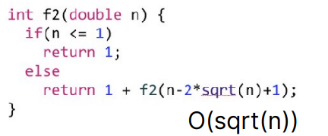 int f2(double n) {
  if(n <= 1)
    return 1;
  else
    return 1 + f2(n-2*sqrt(n)+1);
}
O(sqrt(n))